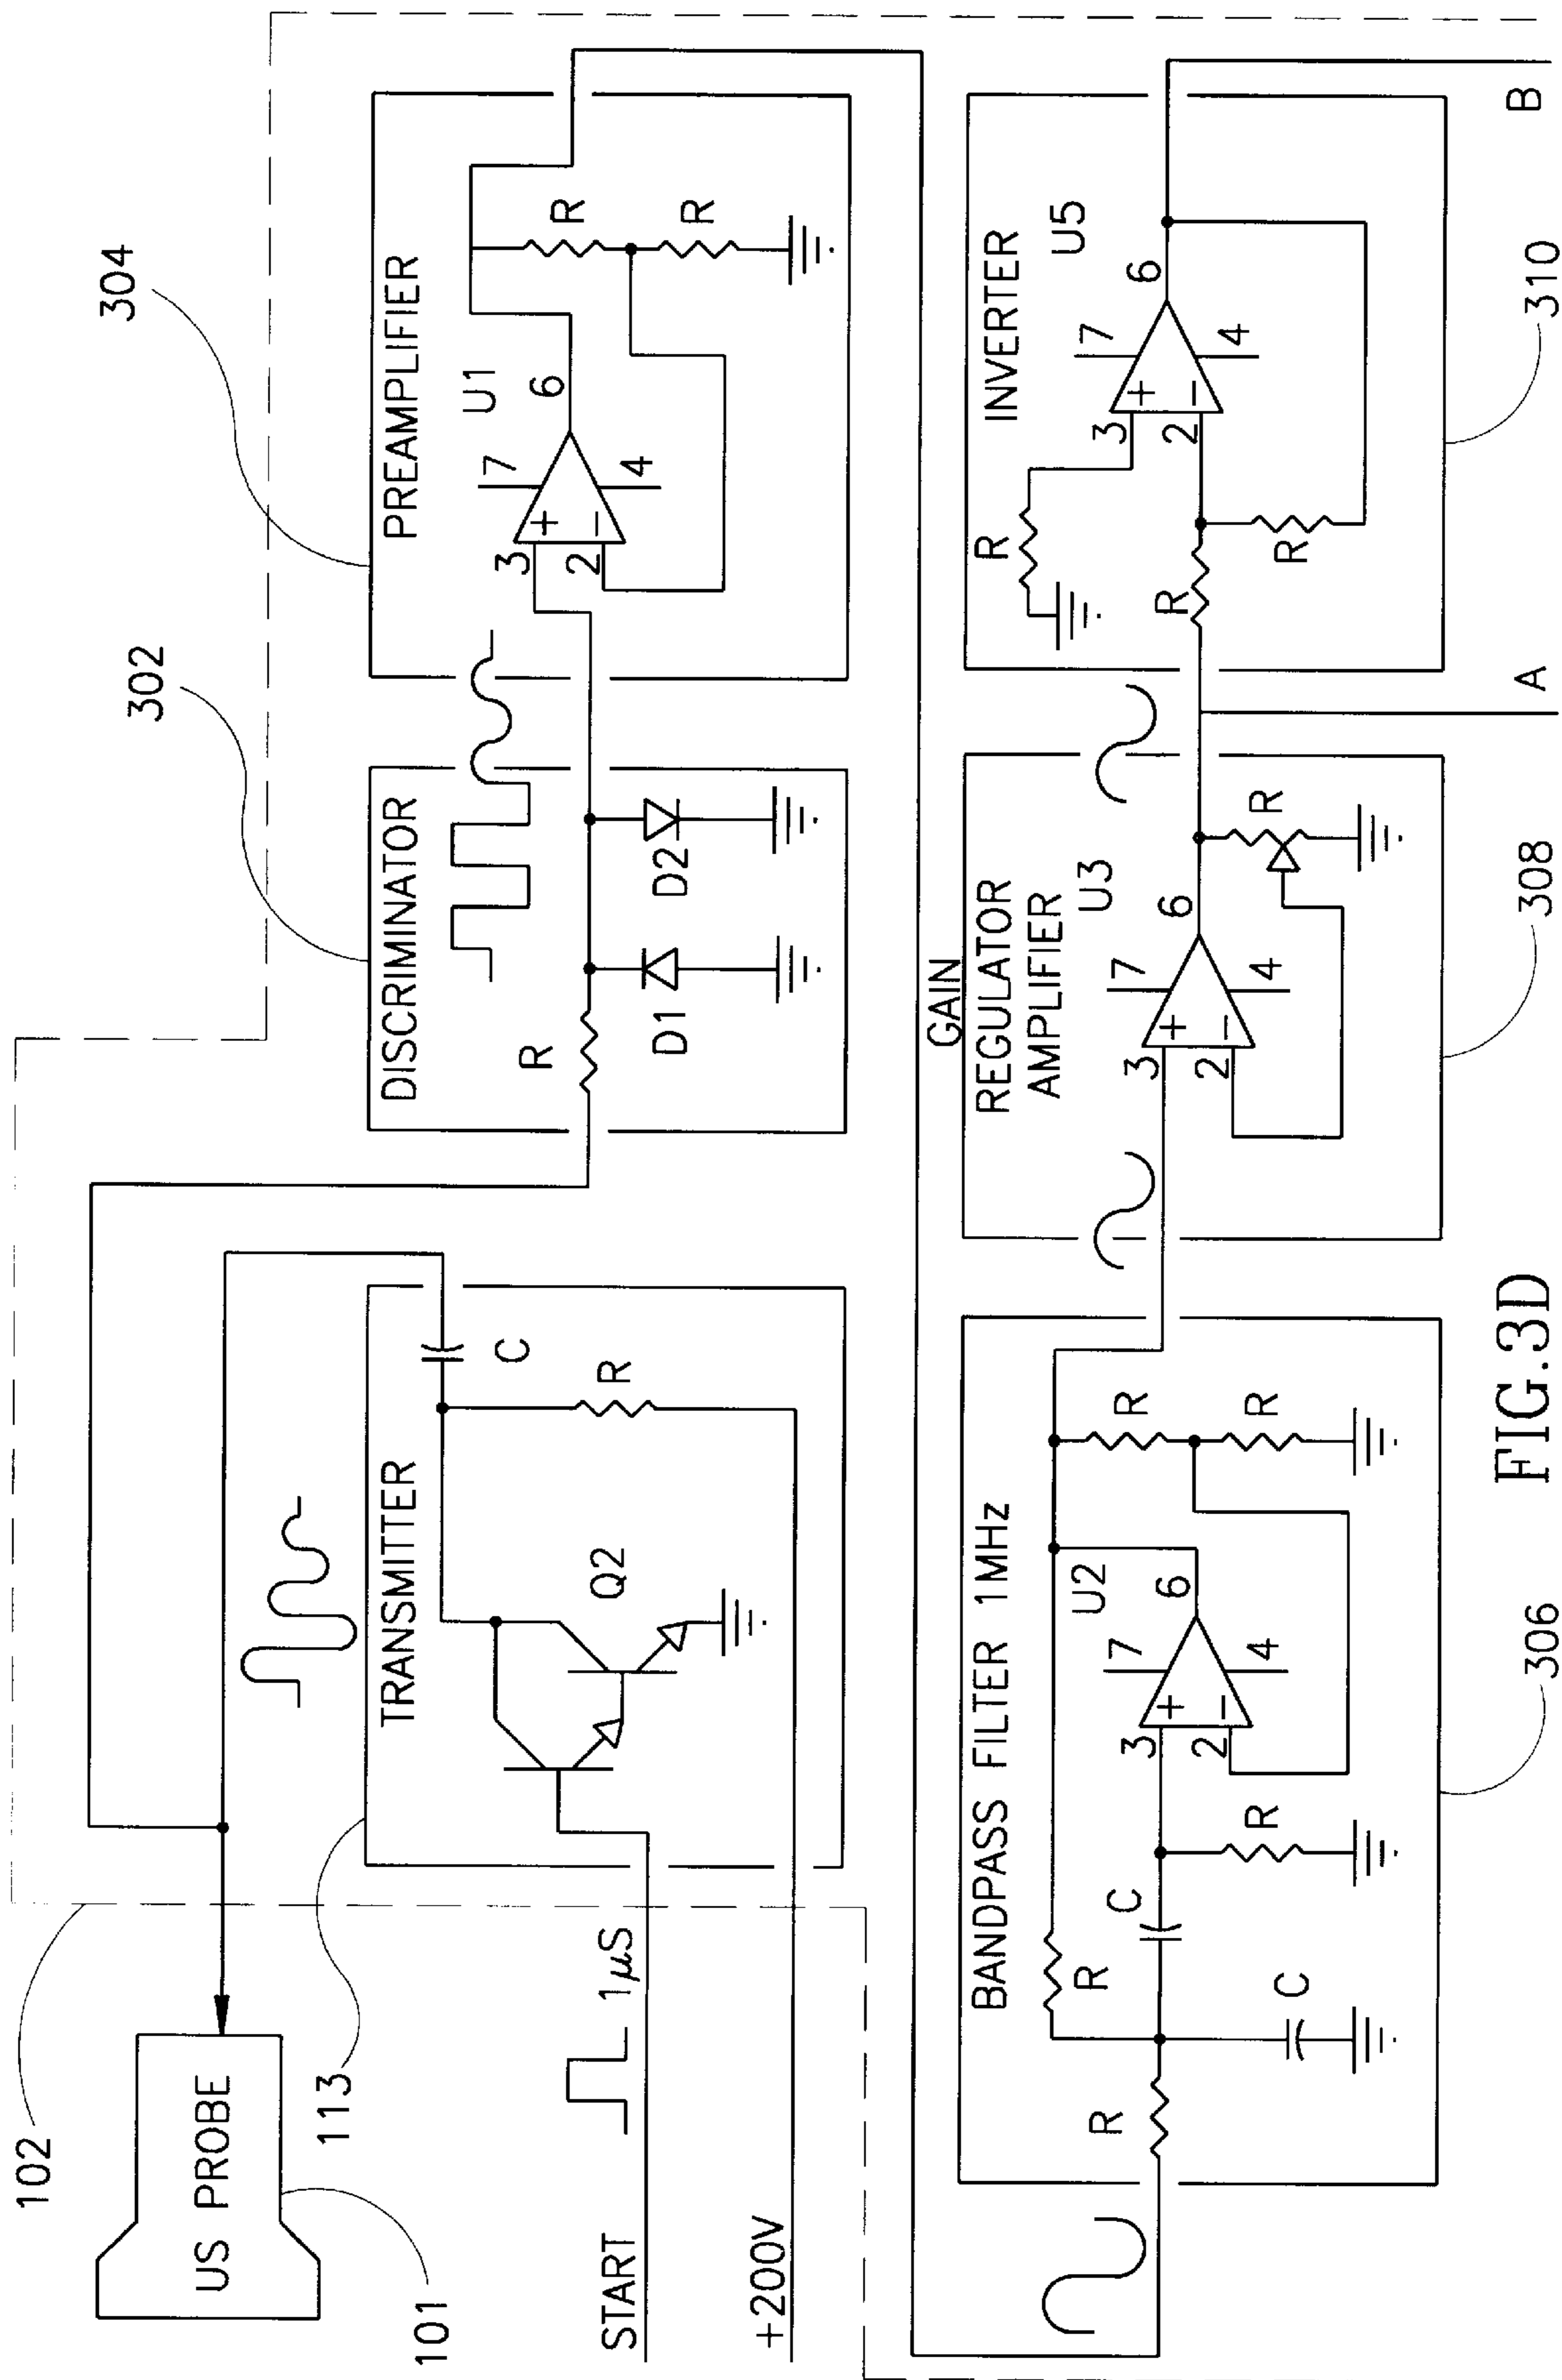 102
US PROBE
101
START
1µS
+200V
113
TRANSMITTER
Q2
R
C
302
DISCRIMINATOR
R
D1
D2
304
PREAMPLIFIER
U1
3
2
7
4
6
R
R
BANDPASS FILTER 1MHz
R
R
C
C
R
3
2
7
4
6
U2
R
R
306
GAIN
REGULATOR
AMPLIFIER
U3
3
2
7
4
6
R
308
A
INVERTER
U5
R
R
R
3
2
7
4
6
310
B
FIG.3D